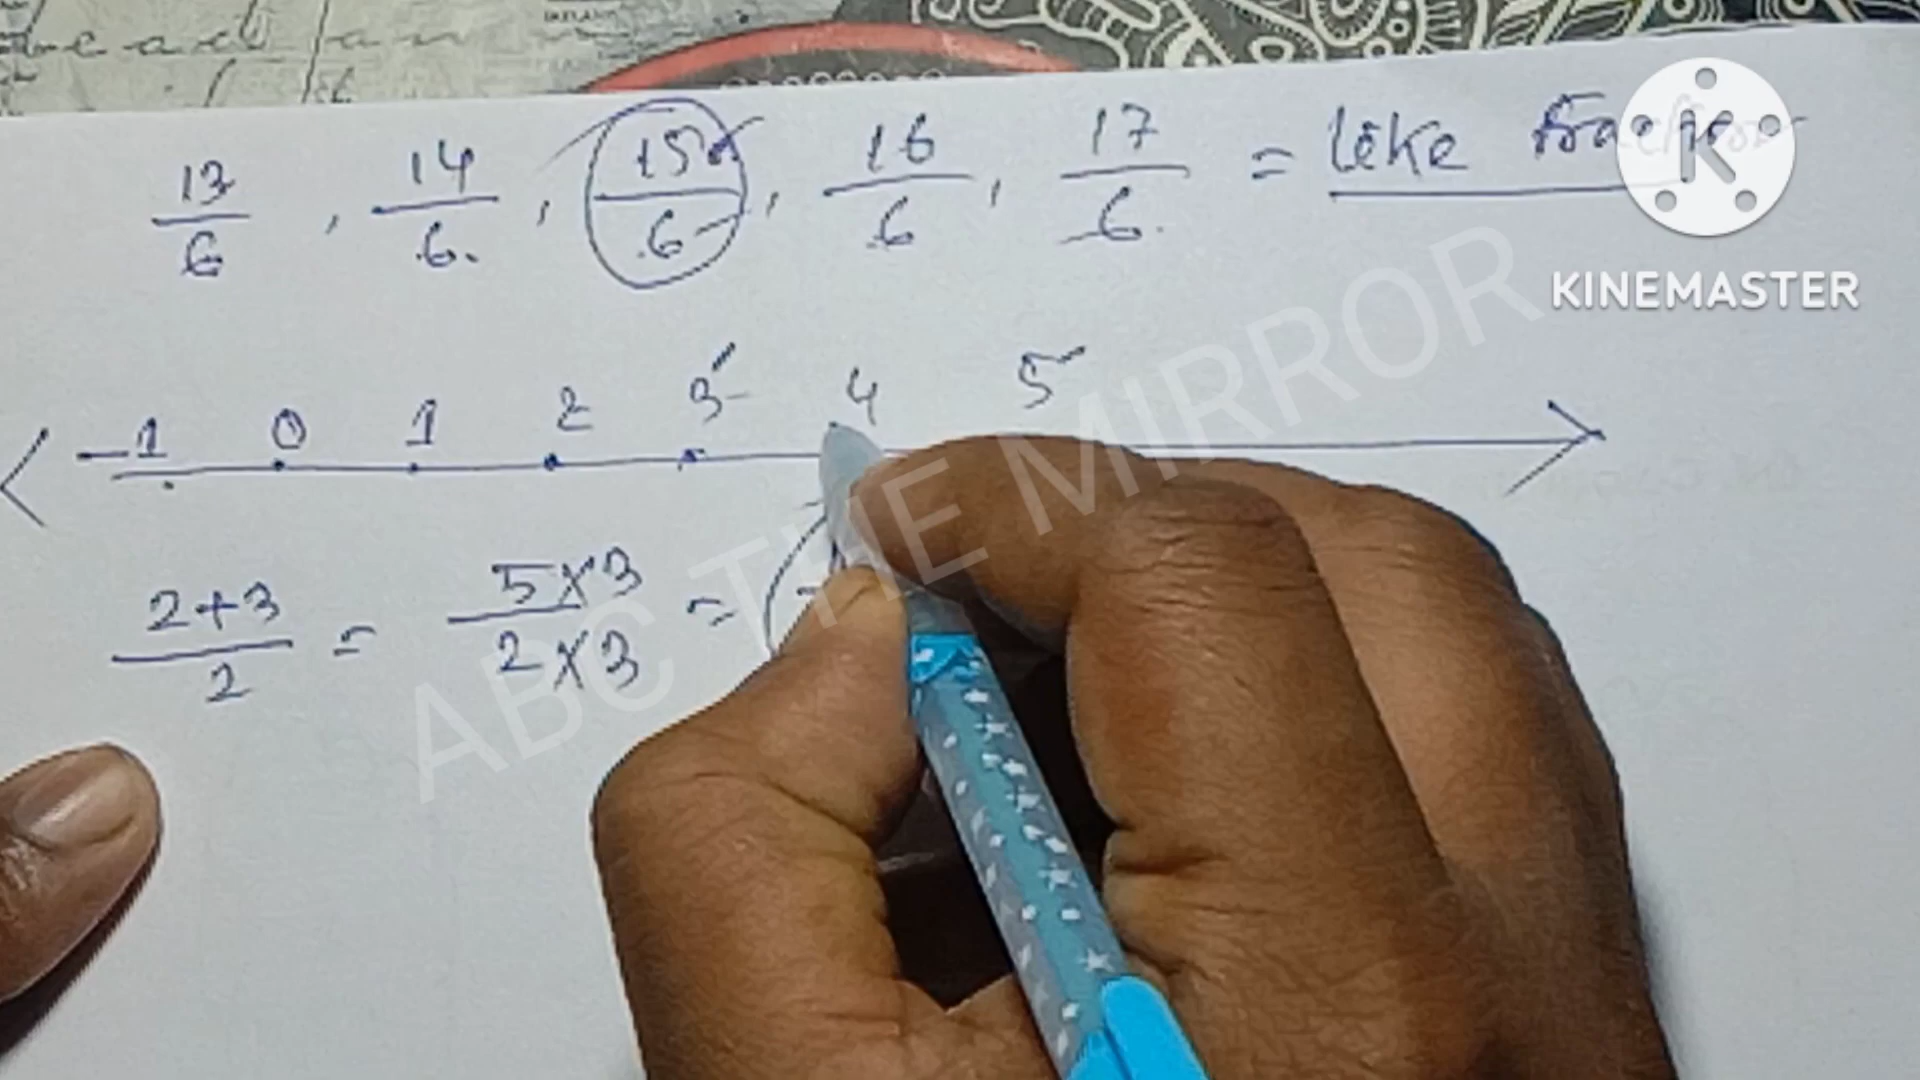 13/6 , 14/6 , 15/6 , 16/6 , 17/6 = like
KINEMASTER
-1 0 1 2 3 4 5
2+3/2 = 5×3/2×3 =
ABC THE MIRROR